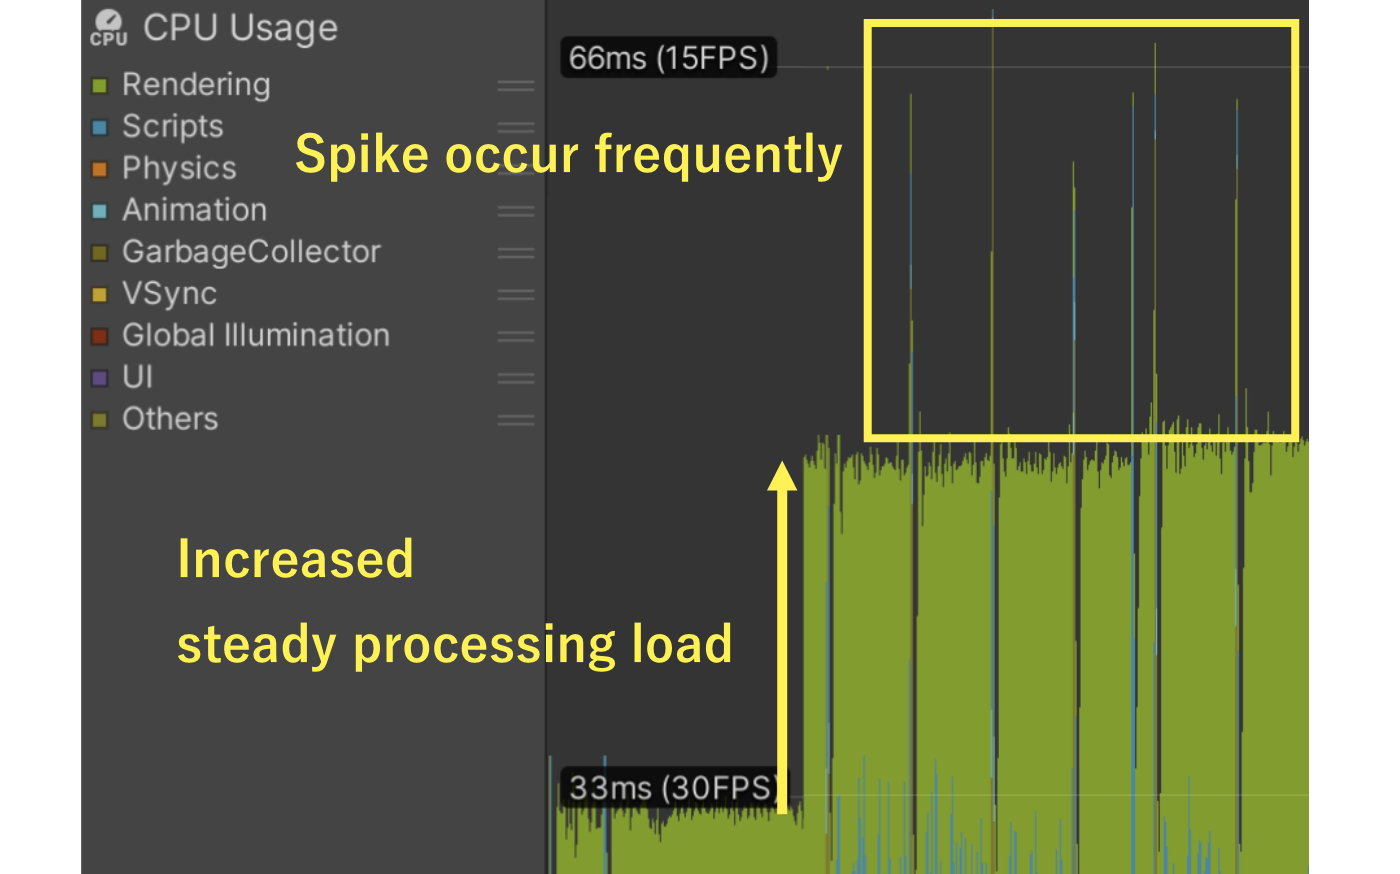 CPU
CPU Usage
Rendering
Scripts
Physics
Animation
GarbageCollector
VSync
Global Illumination
UI
Others
66ms (15FPS)
Spike occur frequently
Increased
steady processing load
33ms (30FPS)